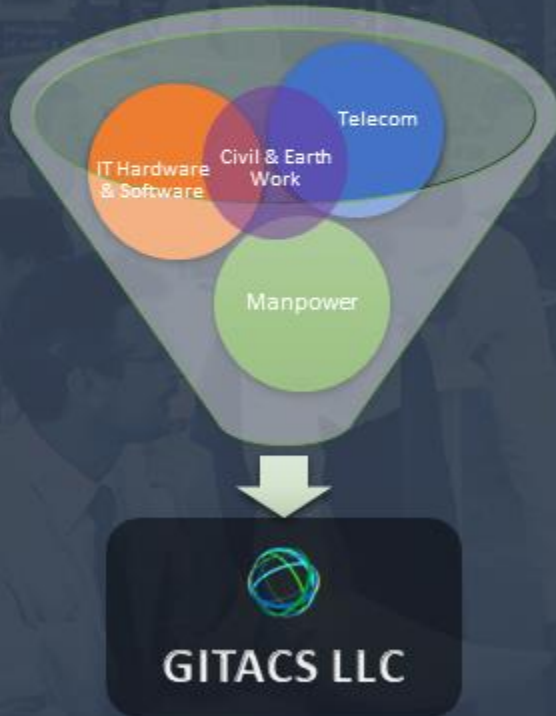 Telecom
IT Hardware
& Software
Civil & Earth
Work
Manpower
GITACS LLC